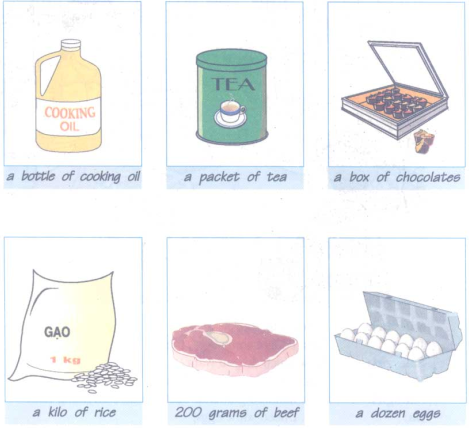 COOKING
OIL
TEA
a bottle of cooking oil
a packet of tea
a box of chocolates
GẠO
1 kg
a kilo of rice
200 grams of beef
a dozen eggs